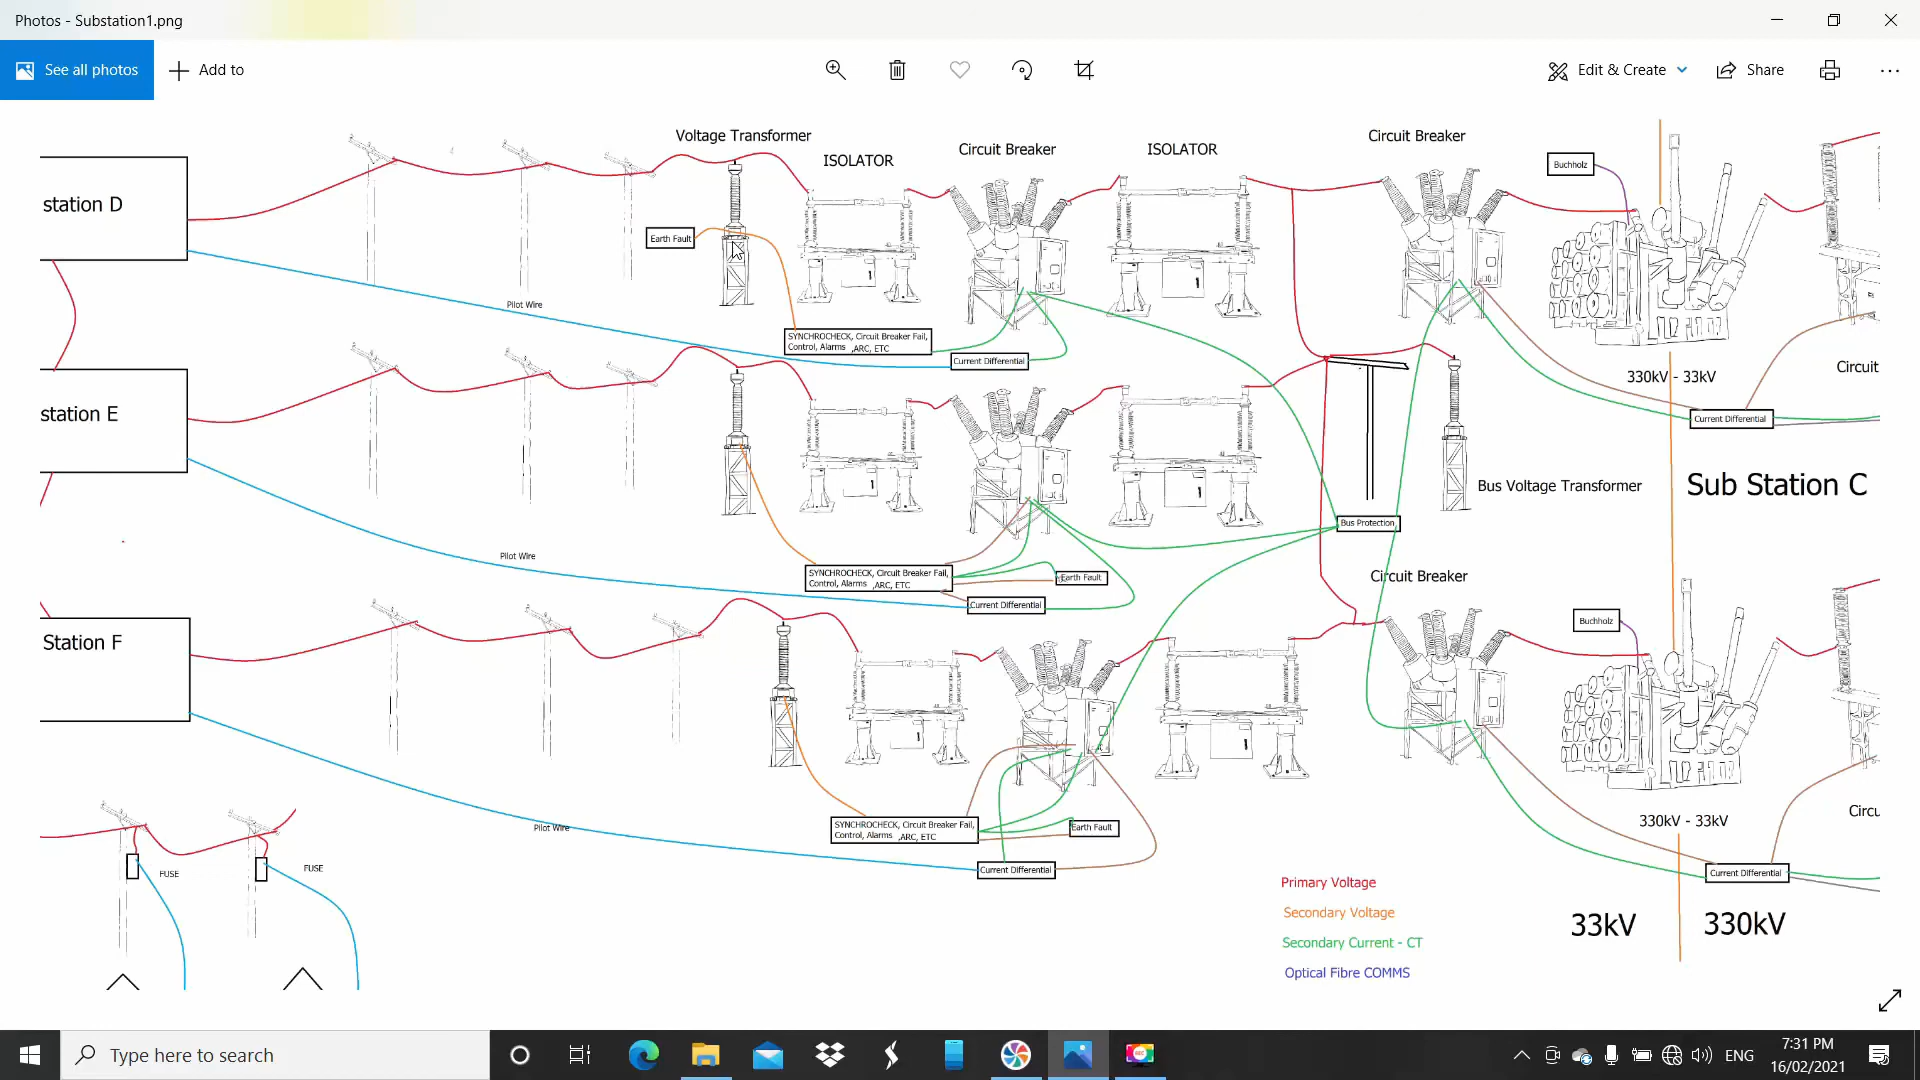 Photos - Substation1.png
See all photos
Add to
Edit & Create
Share
Voltage Transformer
ISOLATOR
Circuit Breaker
ISOLATOR
Circuit Breaker
Buchholz
station D
Earth Fault
Pilot Wire
SYNCHROCHECK, Circuit Breaker Fail,
Control, Alarms ,ARC, ETC
Current Differential
330kV - 33kV
Circuit
station E
Current Differential
Bus Voltage Transformer
Sub Station C
Bus Protection
Pilot Wire
SYNCHROCHECK, Circuit Breaker Fail,
Control, Alarms ,ARC, ETC
Earth Fault
Current Differential
Circuit Breaker
Buchholz
Station F
Pilot Wire
SYNCHROCHECK, Circuit Breaker Fail,
Control, Alarms ,ARC, ETC
Earth Fault
Current Differential
330kV - 33kV
Circu
Current Differential
FUSE
FUSE
Primary Voltage
Secondary Voltage
Secondary Current - CT
Optical Fibre COMMS
33kV
330kV
Type here to search
ENG
7:31 PM
16/02/2021